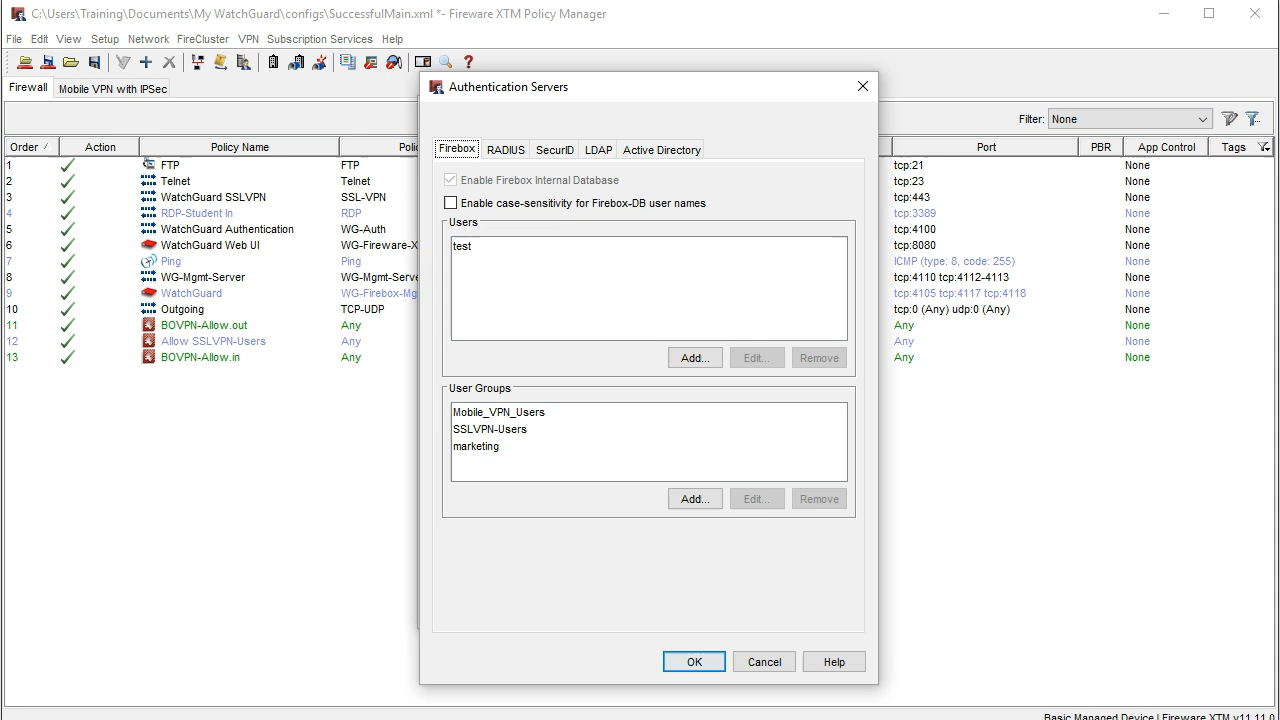 C:\Users\Training\Documents\My WatchGuard\configs\SuccessfulMain.xml *- Fireware XTM Policy Manager
File Edit View Setup Network FireCluster VPN Subscription Services Help
Firewall Mobile VPN with IPSec
Filter: None
Order Action Policy Name Port PBR App Control Tags
1 FTP FTP tcp:21 None
2 Telnet Telnet tcp:23 None
3 WatchGuard SSLVPN SSL-VPN tcp:443 None
4 RDP-Student In RDP tcp:3389 None
5 WatchGuard Authentication WG-Auth tcp:4100 None
6 WatchGuard Web UI WG-Fireware-X tcp:8080 None
7 Ping Ping ICMP (type: 8, code: 255) None
8 WG-Mgmt-Server WG-Mgmt-Serve tcp:4110 tcp:4112-4113 None
9 WatchGuard WG-Firebox-Mg tcp:4105 tcp:4117 tcp:4118 None
10 Outgoing TCP-UDP tcp:0 (Any) udp:0 (Any) None
11 BOVPN-Allow.out Any Any None
12 Allow SSLVPN-Users Any Any None
13 BOVPN-Allow.in Any Any None
Authentication Servers
Firebox RADIUS SecurID LDAP Active Directory
Enable Firebox Internal Database
Enable case-sensitivity for Firebox-DB user names
Users
test
Add... Edit... Remove
User Groups
Mobile_VPN_Users
SSLVPN-Users
marketing
Add... Edit... Remove
OK Cancel Help
Basic Managed Device | Fireware XTM v11.11.0